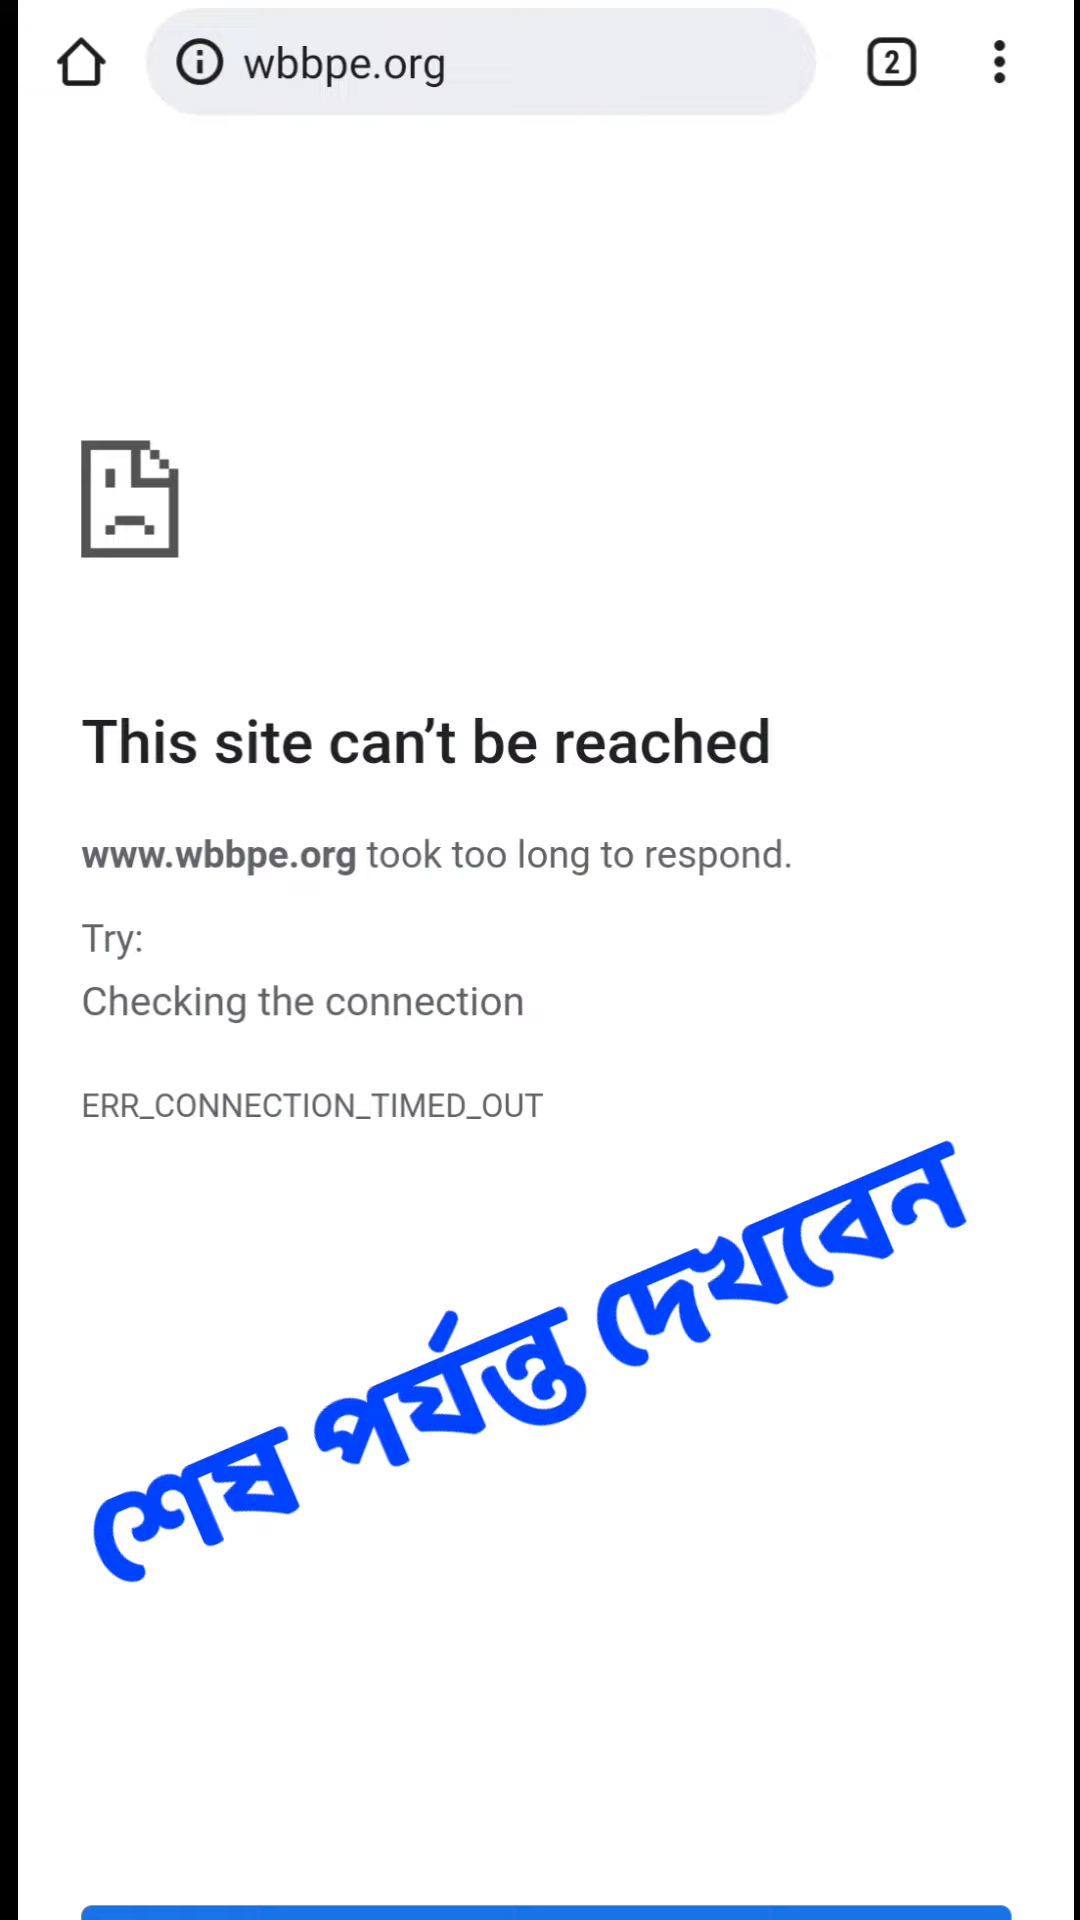 wbbpe.org
2
This site can’t be reached
www.wbbpe.org took too long to respond.
Try:
Checking the connection
ERR_CONNECTION_TIMED_OUT
শেষ পর্যন্ত দেখবেন